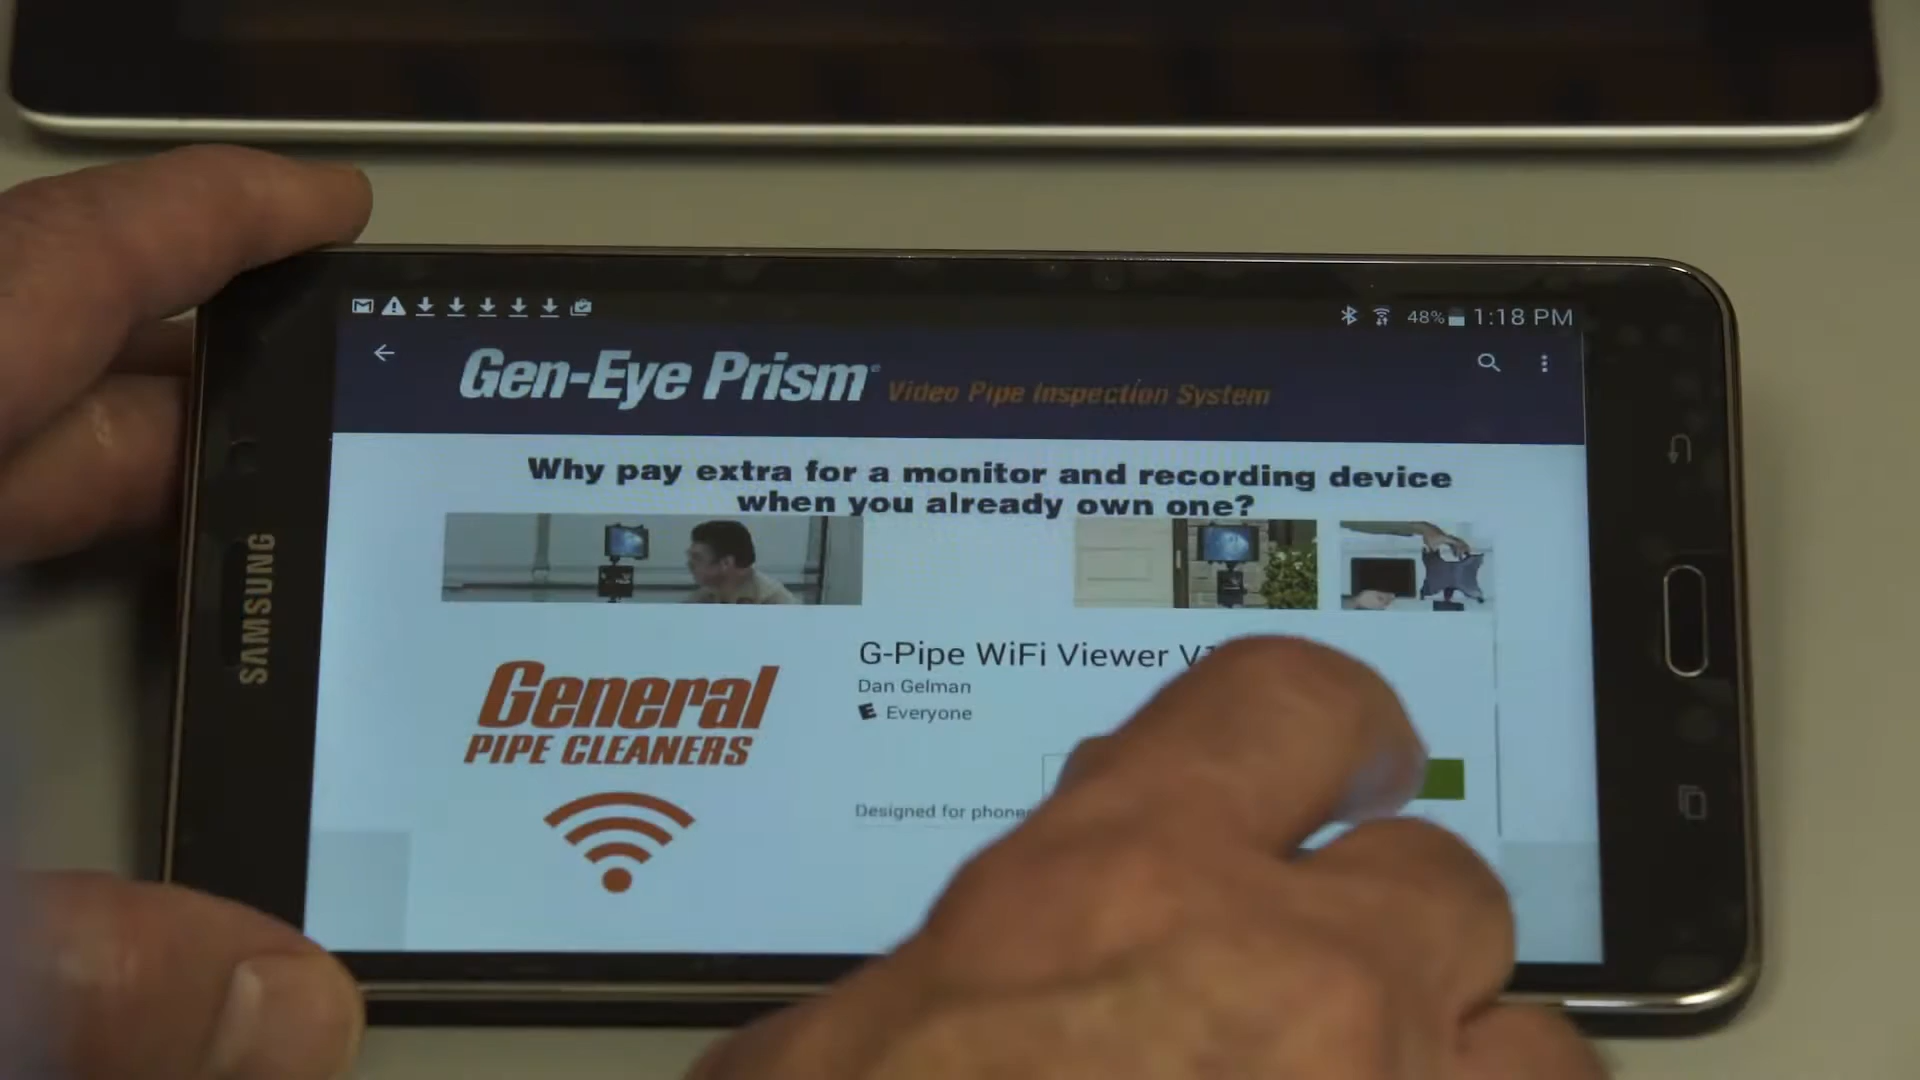 48% 1:18 PM
Gen-Eye Prism® Video Pipe Inspection System
Why pay extra for a monitor and recording device
when you already own one?
SAMSUNG
General
PIPE CLEANERS
G-Pipe WiFi Viewer
Dan Gelman
E Everyone
Designed for